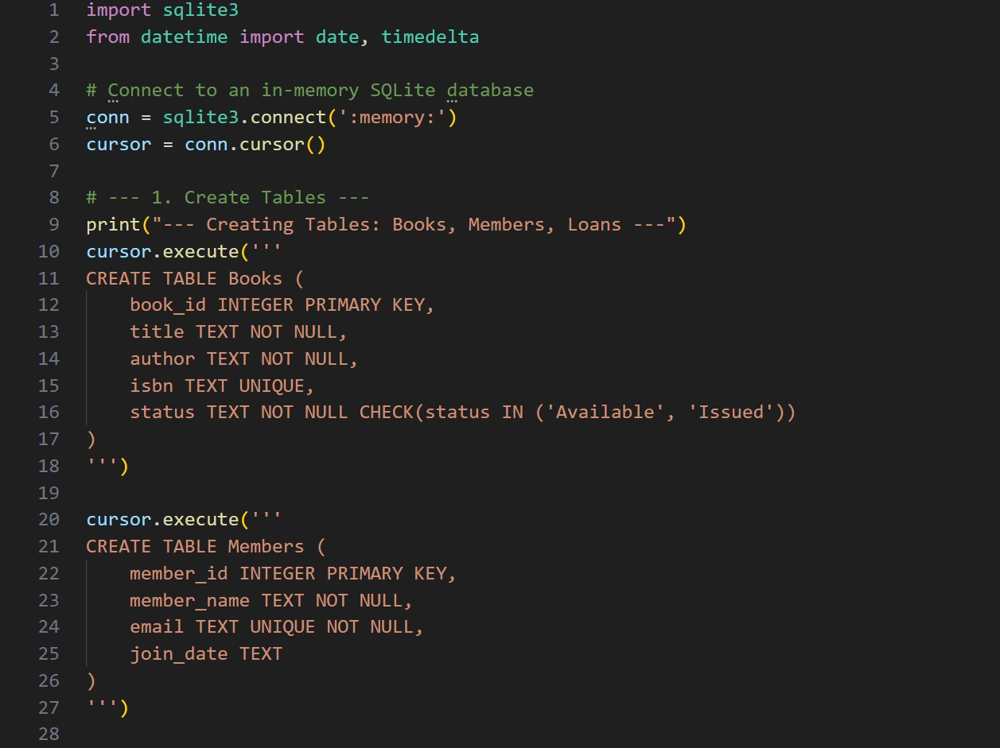 1 import sqlite3
2 from datetime import date, timedelta
3
4 # Connect to an in-memory SQLite database
5 conn = sqlite3.connect(':memory:')
6 cursor = conn.cursor()
7
8 # --- 1. Create Tables ---
9 print("--- Creating Tables: Books, Members, Loans ---")
10 cursor.execute('''
11 CREATE TABLE Books (
12     book_id INTEGER PRIMARY KEY,
13     title TEXT NOT NULL,
14     author TEXT NOT NULL,
15     isbn TEXT UNIQUE,
16     status TEXT NOT NULL CHECK(status IN ('Available', 'Issued'))
17 )
18 ''')
19
20 cursor.execute('''
21 CREATE TABLE Members (
22     member_id INTEGER PRIMARY KEY,
23     member_name TEXT NOT NULL,
24     email TEXT UNIQUE NOT NULL,
25     join_date TEXT
26 )
27 ''')
28